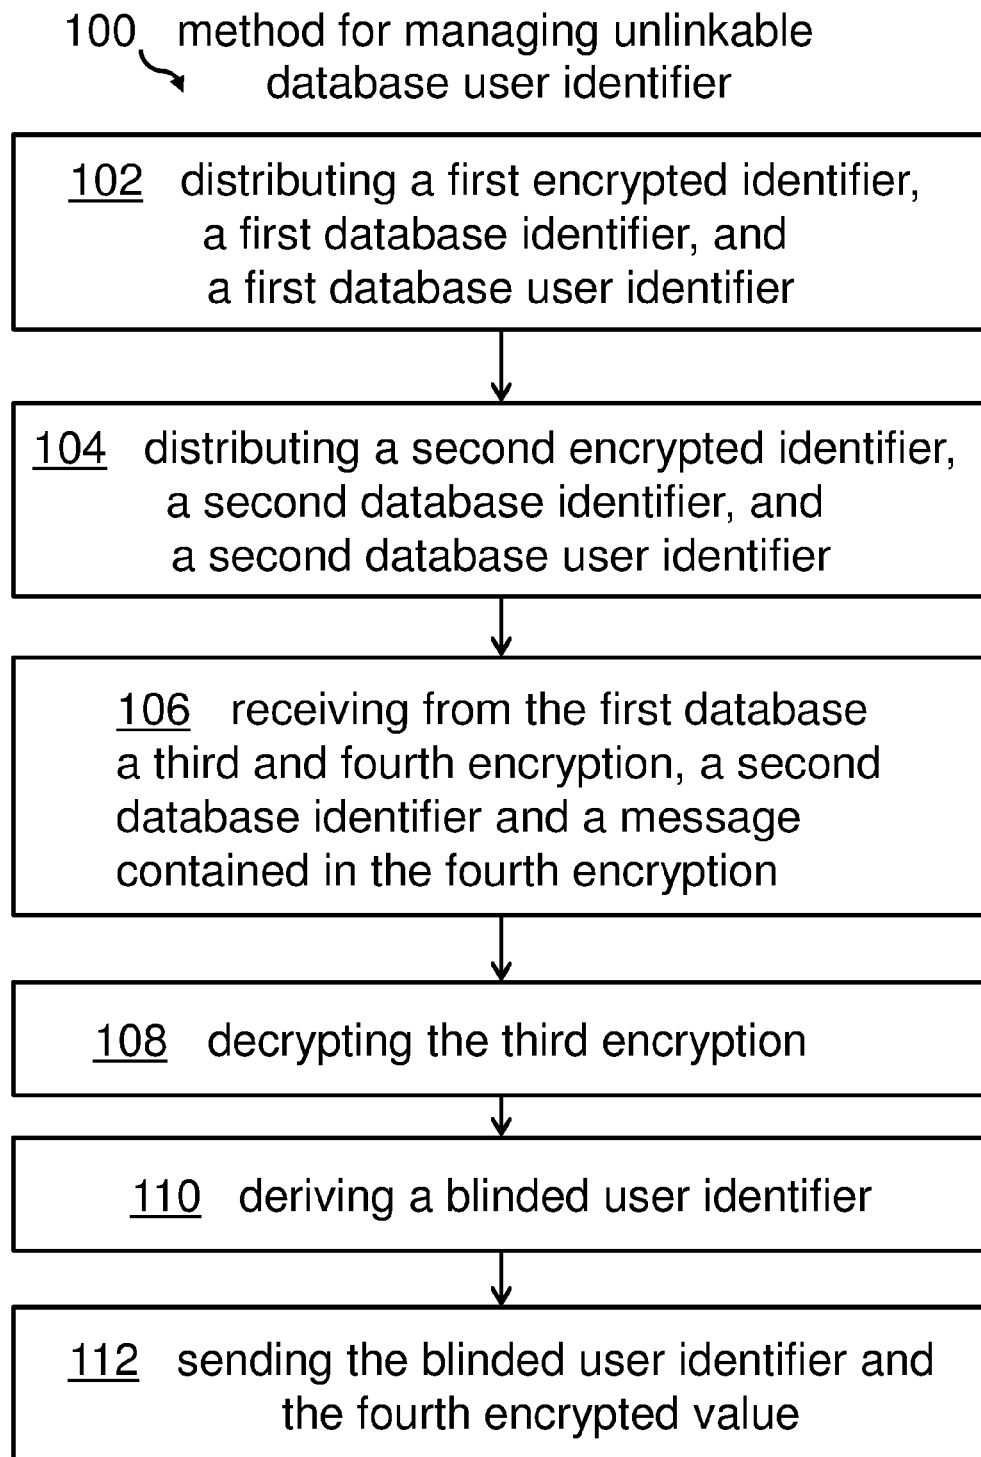 100 method for managing unlinkable
database user identifier
102 distributing a first encrypted identifier,
a first database identifier, and
a first database user identifier
104 distributing a second encrypted identifier,
a second database identifier, and
a second database user identifier
106 receiving from the first database
a third and fourth encryption, a second
database identifier and a message
contained in the fourth encryption
108 decrypting the third encryption
110 deriving a blinded user identifier
112 sending the blinded user identifier and
the fourth encrypted value